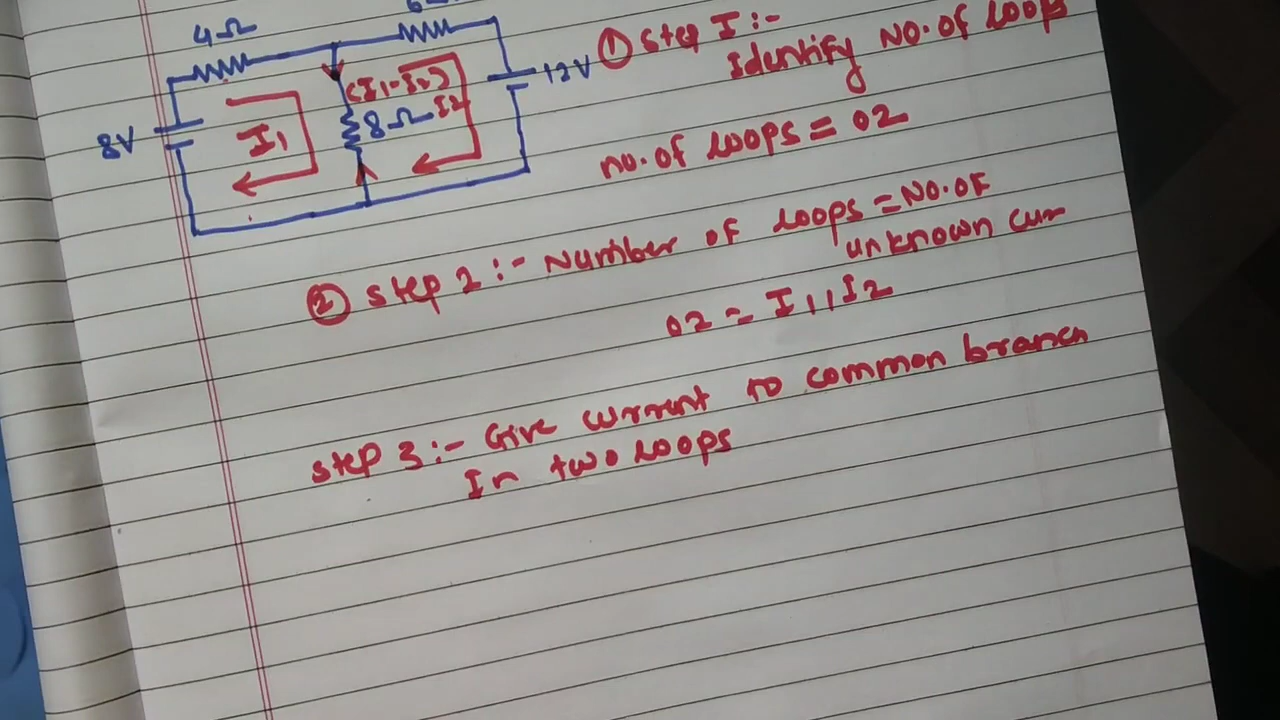 4Ω
8V
I1
(I1-I2)
8Ω
I2
12V
① Step I :-
Identify No. of loops
no. of loops = 02
② Step 2 :- Number of loops = No. of
unknown curr
02 = I1, I2
Step 3 :- Give current to common branch
In two loops